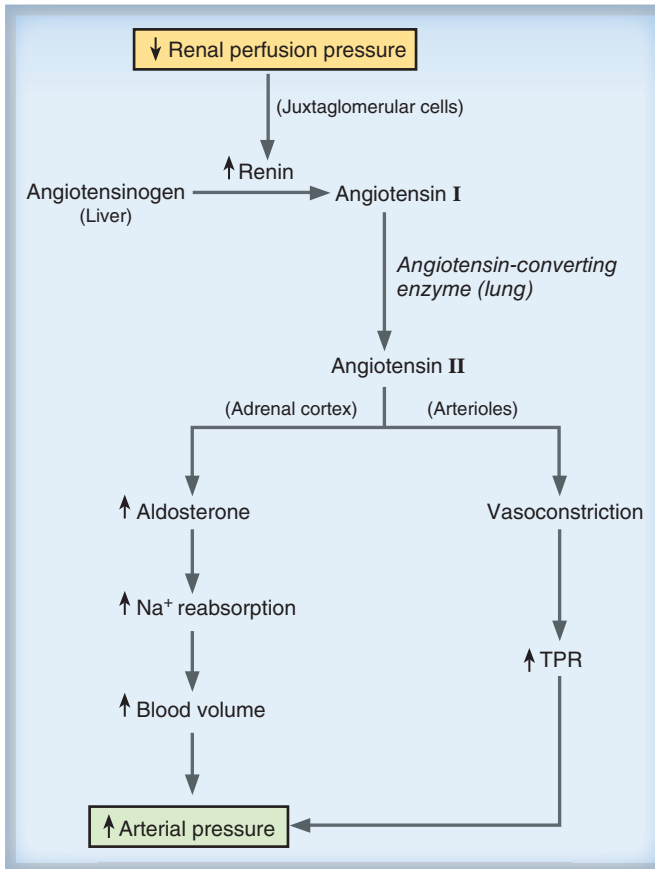 ↓ Renal perfusion pressure
(Juxtaglomerular cells)
↑ Renin
Angiotensinogen
(Liver)
Angiotensin I
Angiotensin-converting
enzyme (lung)
Angiotensin II
(Adrenal cortex) (Arterioles)
↑ Aldosterone
Vasoconstriction
↑ Na⁺ reabsorption
↑ TPR
↑ Blood volume
↑ Arterial pressure